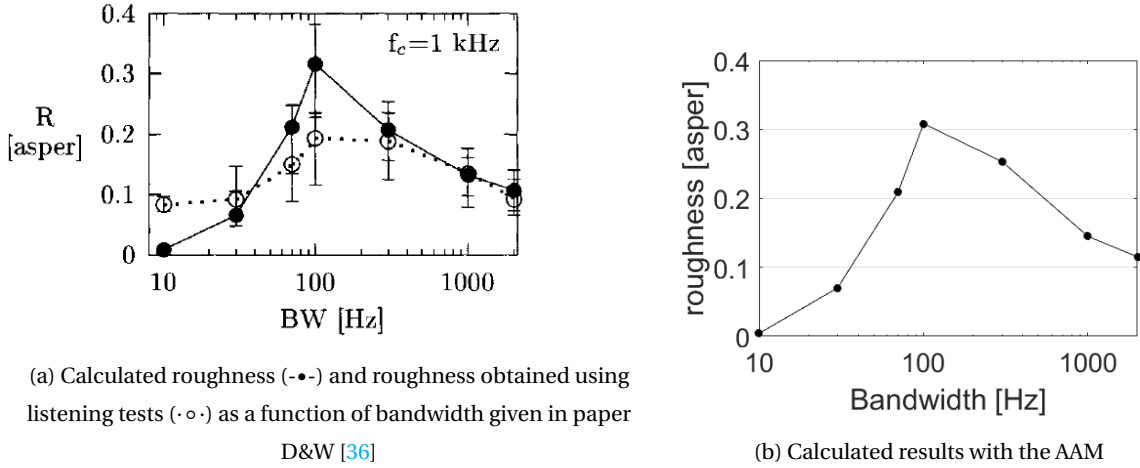 0.4
f_c=1 kHz
0.3
R
[asper]
0.2
0.1
0
10
100
1000
BW [Hz]
(a) Calculated roughness (-•-) and roughness obtained using
listening tests (·○·) as a function of bandwidth given in paper
D&W [36]
0.4
roughness [asper]
0.3
0.2
0.1
0
10
100
1000
Bandwidth [Hz]
(b) Calculated results with the AAM